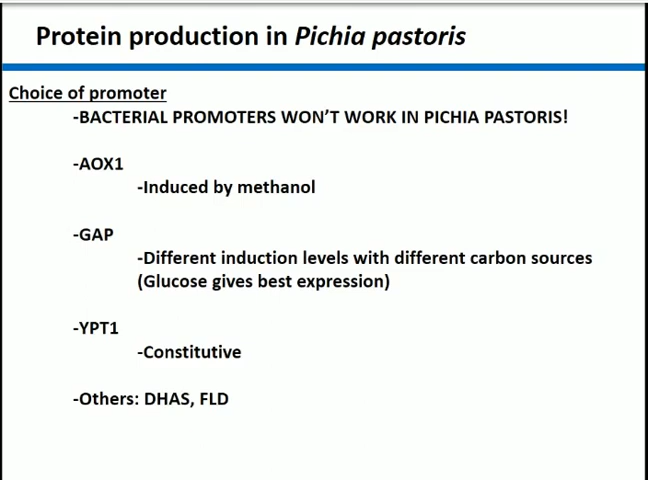 Protein production in Pichia pastoris
Choice of promoter
-BACTERIAL PROMOTERS WON'T WORK IN PICHIA PASTORIS!
-AOX1
-Induced by methanol
-GAP
-Different induction levels with different carbon sources
(Glucose gives best expression)
-YPT1
-Constitutive
-Others: DHAS, FLD